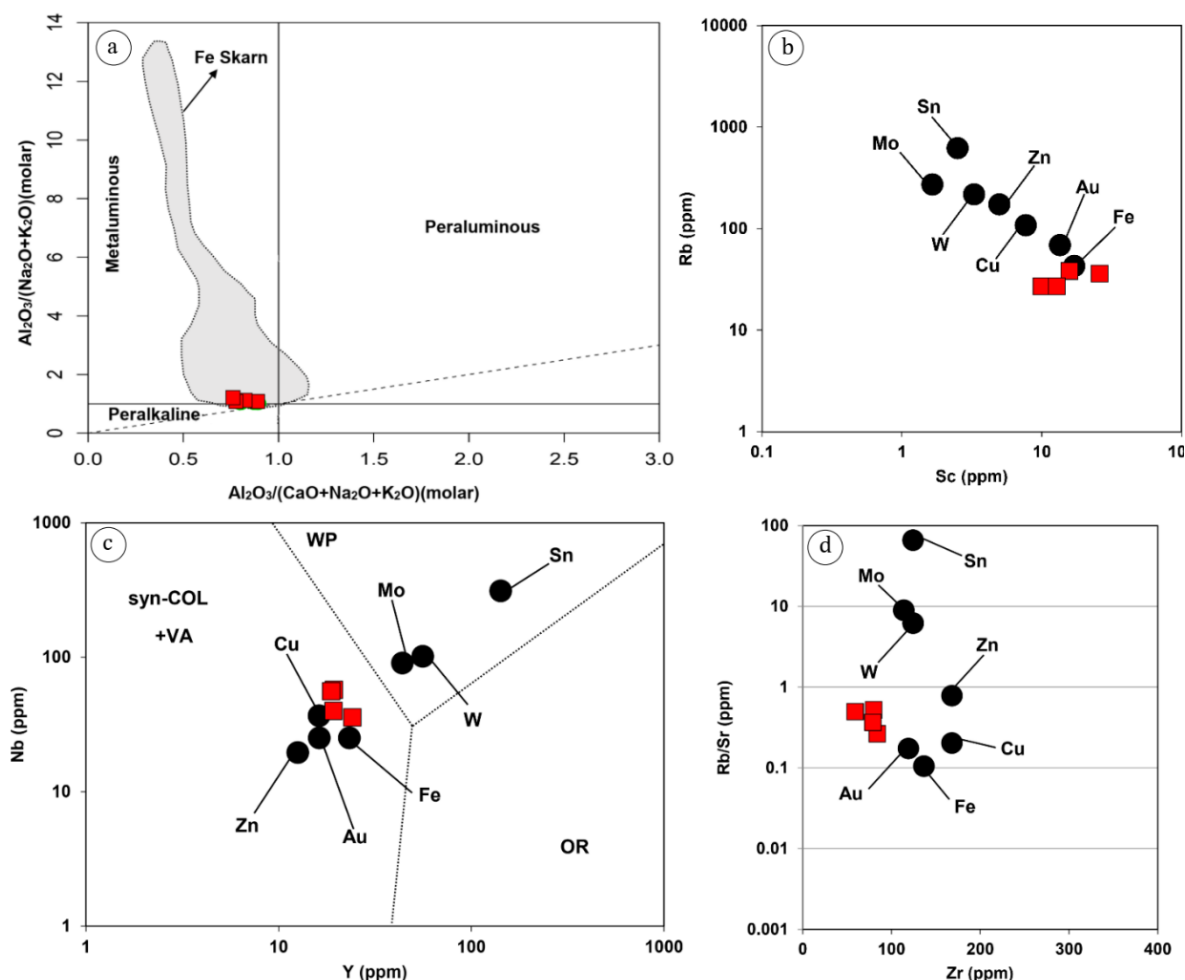 a
14
12
10
8
6
4
2
0
Al₂O₃/(Na₂O+K₂O)(molar)
Fe Skarn
Metaluminous
Peraluminous
Peralkaline
0.0 0.5 1.0 1.5 2.0 2.5 3.0
Al₂O₃/(CaO+Na₂O+K₂O)(molar)
b
10000
1000
100
10
1
Rb (ppm)
Sn
Mo
Zn
Au
Fe
W
Cu
0.1 1 10 10
Sc (ppm)
c
1000
100
10
1
Nb (ppm)
WP
Sn
syn-COL
+VA
Mo
Cu
W
Fe
Zn
Au
OR
1 10 100 1000
Y (ppm)
d
100
10
1
0.1
0.01
0.001
Rb/Sr (ppm)
Sn
Mo
W
Zn
Cu
Au
Fe
0 100 200 300 400
Zr (ppm)